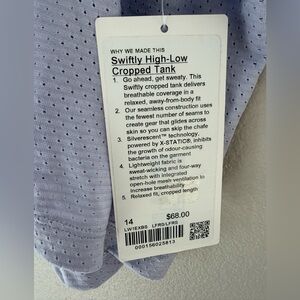 WHY WE MADE THIS
Swiftly High-Low
Cropped Tank
1. Go ahead, get sweaty. This
Swiftly cropped tank delivers
breathable coverage in a
relaxed, away-from-body fit
2. Our seamless construction uses
the fewest number of seams to
create gear that glides across
skin so you can skip the chafe
3. Silverescent™ technology,
powered by X-STATIC®, inhibits
the growth of odour-causing
bacteria on the garment
4. Lightweight fabric is
sweat-wicking and four-way
stretch with integrated
open-hole mesh ventilation to
increase breathability
5. Relaxed fit, cropped length
14 $68.00
LW1EXBS LFRS/LFRS
000156025813